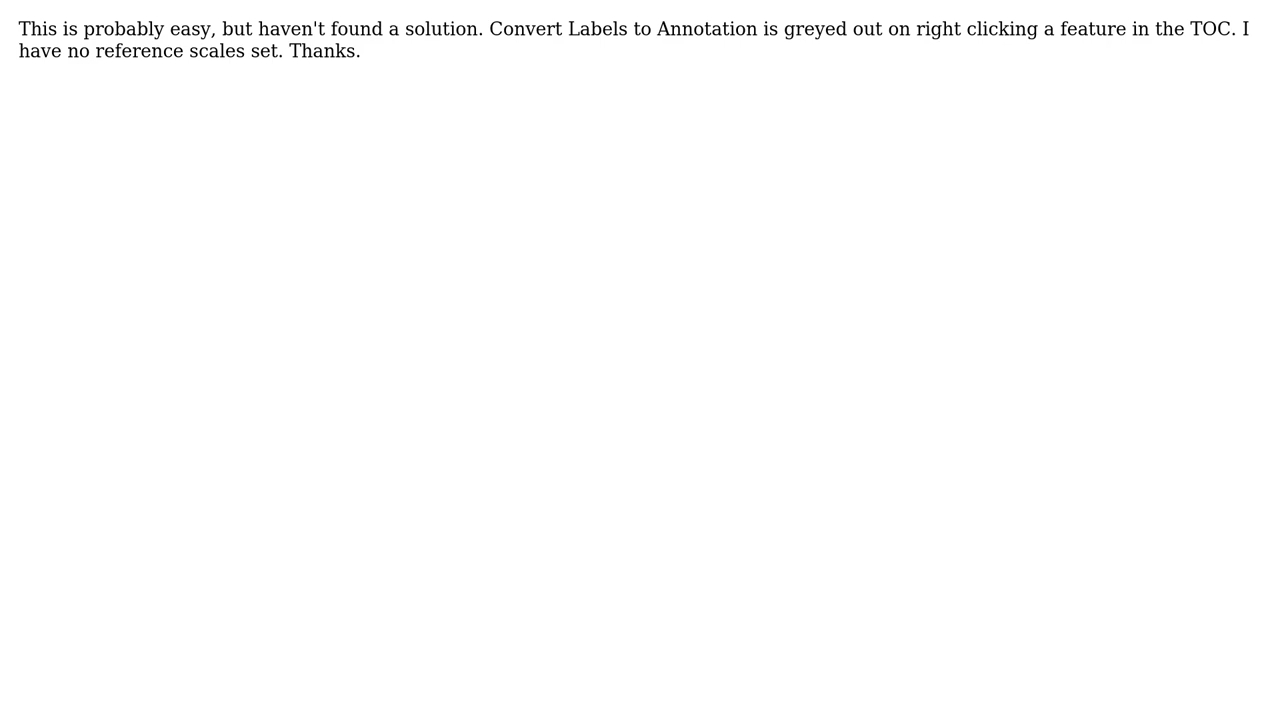 This is probably easy, but haven't found a solution. Convert Labels to Annotation is greyed out on right clicking a feature in the TOC. I
have no reference scales set. Thanks.